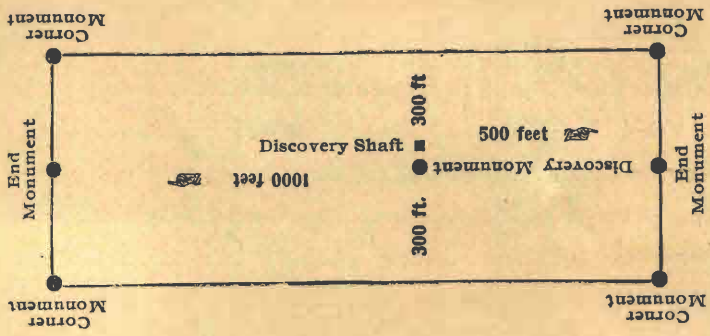 Corner
Monument
Corner
Monument
End
Monument
300 ft
500 feet
Discovery Shaft
Discovery Monument
1000 feet
300 ft.
End
Monument
Corner
Monument
Corner
Monument